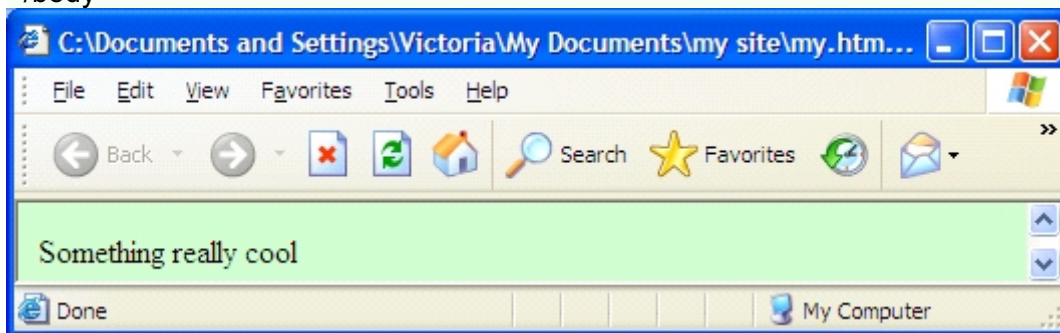 /body
C:\Documents and Settings\Victoria\My Documents\my site\my.htm...
File Edit View Favorites Tools Help
Back Search Favorites »
Something really cool
Done My Computer